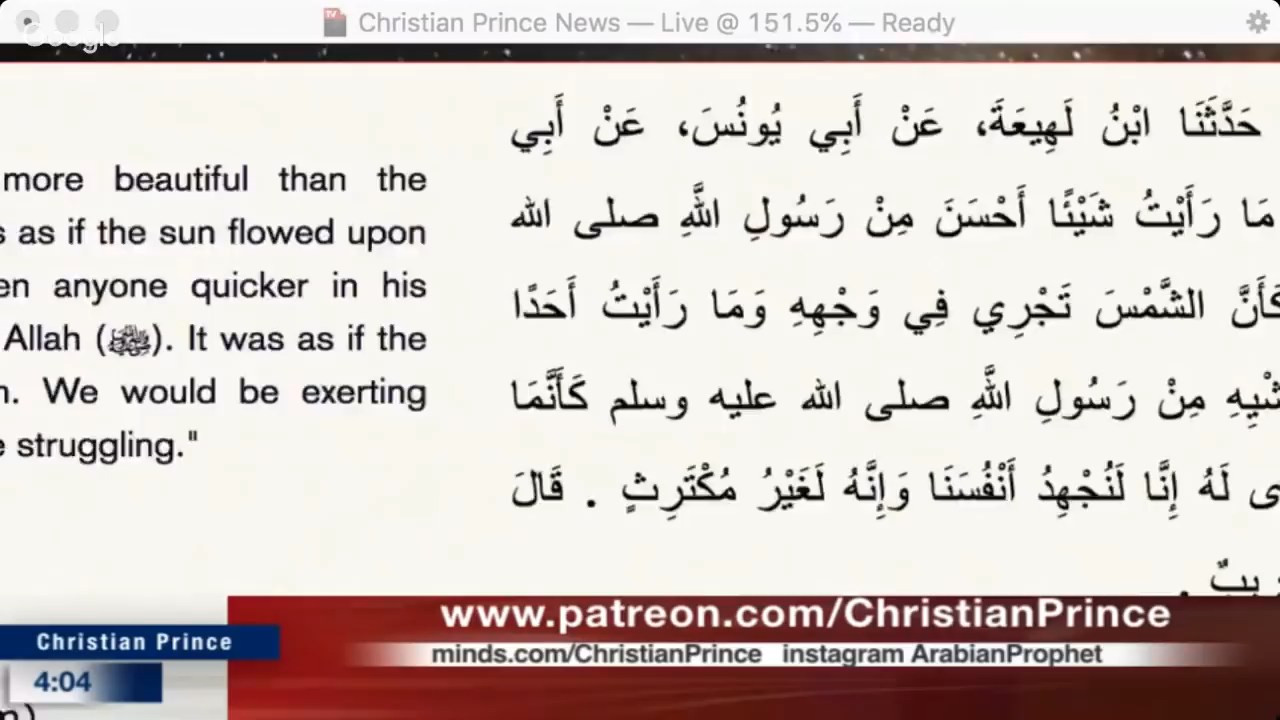 Christian Prince News — Live @ 151.5% — Ready
Google
more beautiful than the
s as if the sun flowed upon
en anyone quicker in his
Allah (ﷺ). It was as if the
We would be exerting
struggling."
حَدَّثَنَا ابْنُ لَهِيعَةَ، عَنْ أَبِي يُونُسَ، عَنْ أَبِي
مَا رَأَيْتُ شَيْئًا أَحْسَنَ مِنْ رَسُولِ اللَّهِ صلى الله
كَأَنَّ الشَّمْسَ تَجْرِي فِي وَجْهِهِ وَمَا رَأَيْتُ أَحَدًا
شْيِهِ مِنْ رَسُولِ اللَّهِ صلى الله عليه وسلم كَأَنَّمَا
ى لَهُ إِنَّا لَنُجْهِدُ أَنْفُسَنَا وَإِنَّهُ لَغَيْرُ مُكْتَرِثٍ . قَالَ
www.patreon.com/ChristianPrince
minds.com/ChristianPrince instagram ArabianProphet
Christian Prince
4:04